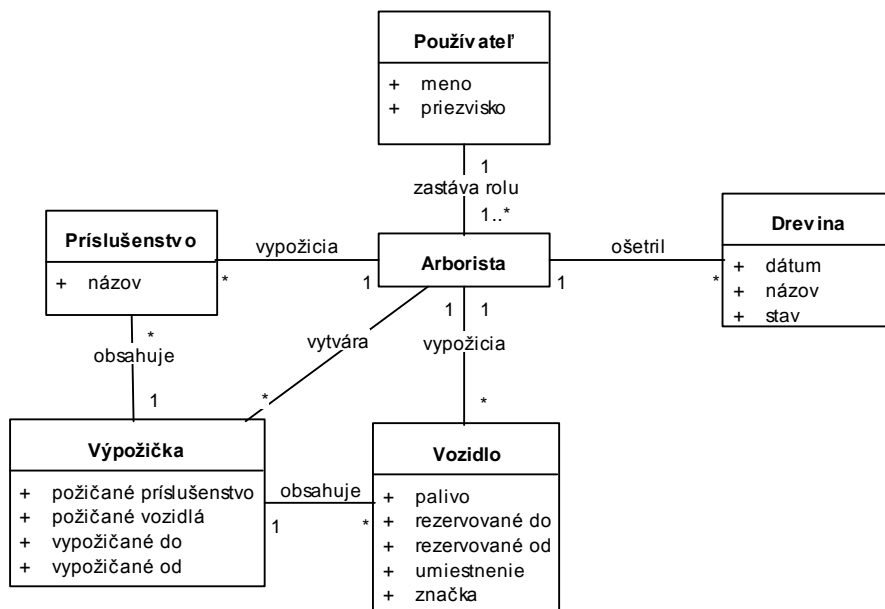 Používateľ
+ meno
+ priezvisko
1
zastáva rolu
1..*
Príslušenstvo
+ názov
vypožicia
*
1
Arborista
ošetril
1
*
Drevina
+ dátum
+ názov
+ stav
*
obsahuje
1
vytvára
1
*
1
vypožicia
*
Výpožička
+ požičané príslušenstvo
+ požičané vozidlá
+ vypožičané do
+ vypožičané od
obsahuje
1
*
Vozidlo
+ palivo
+ rezervované do
+ rezervované od
+ umiestnenie
+ značka